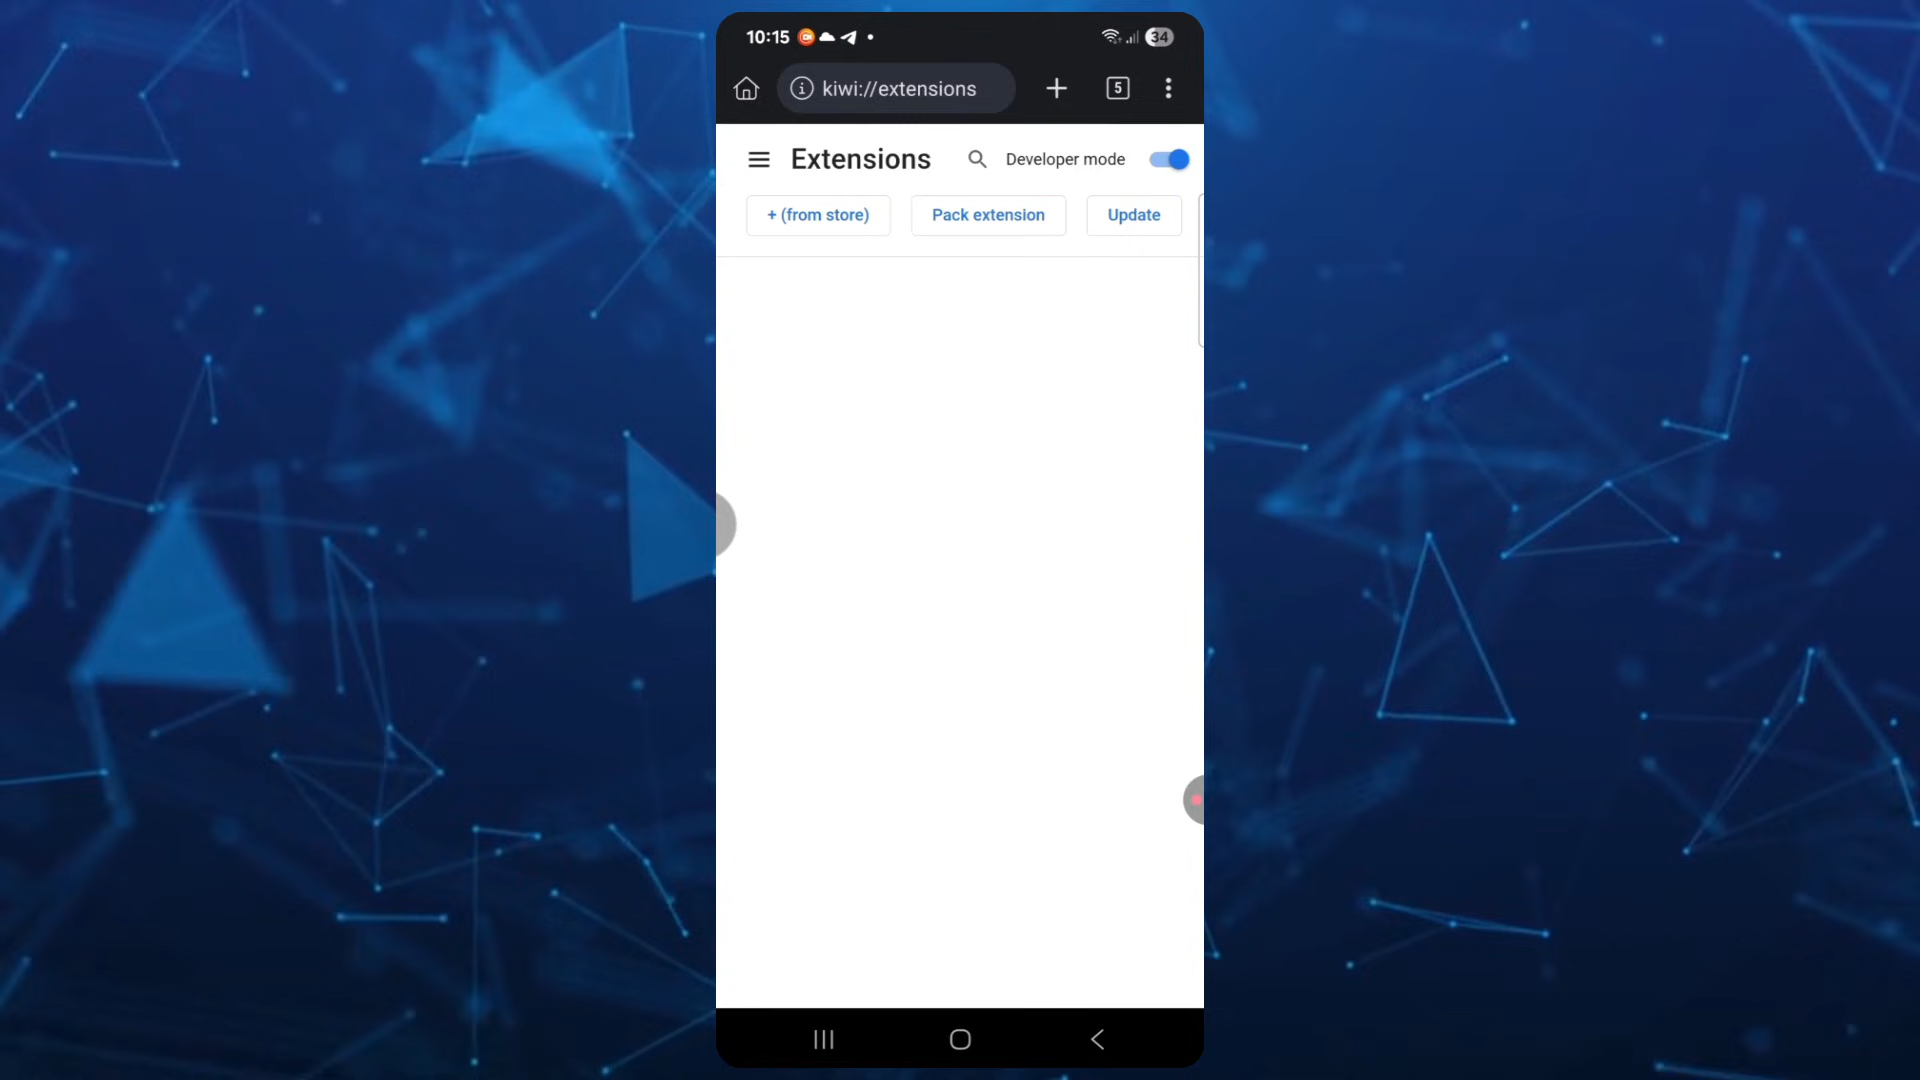 10:15 34
kiwi://extensions 5
Extensions Developer mode
+ (from store) Pack extension Update